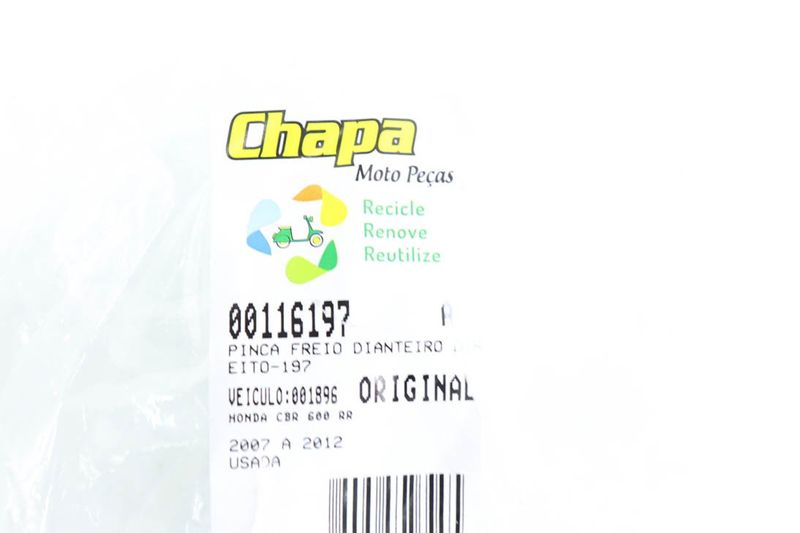 Chapa
Moto Peças
Recicle
Renove
Reutilize
00116197 A
PINCA FREIO DIANTEIRO
EITO-197
VEICULO:001896 ORIGINAL
HONDA CBR 600 RR
2007 A 2012
USADA